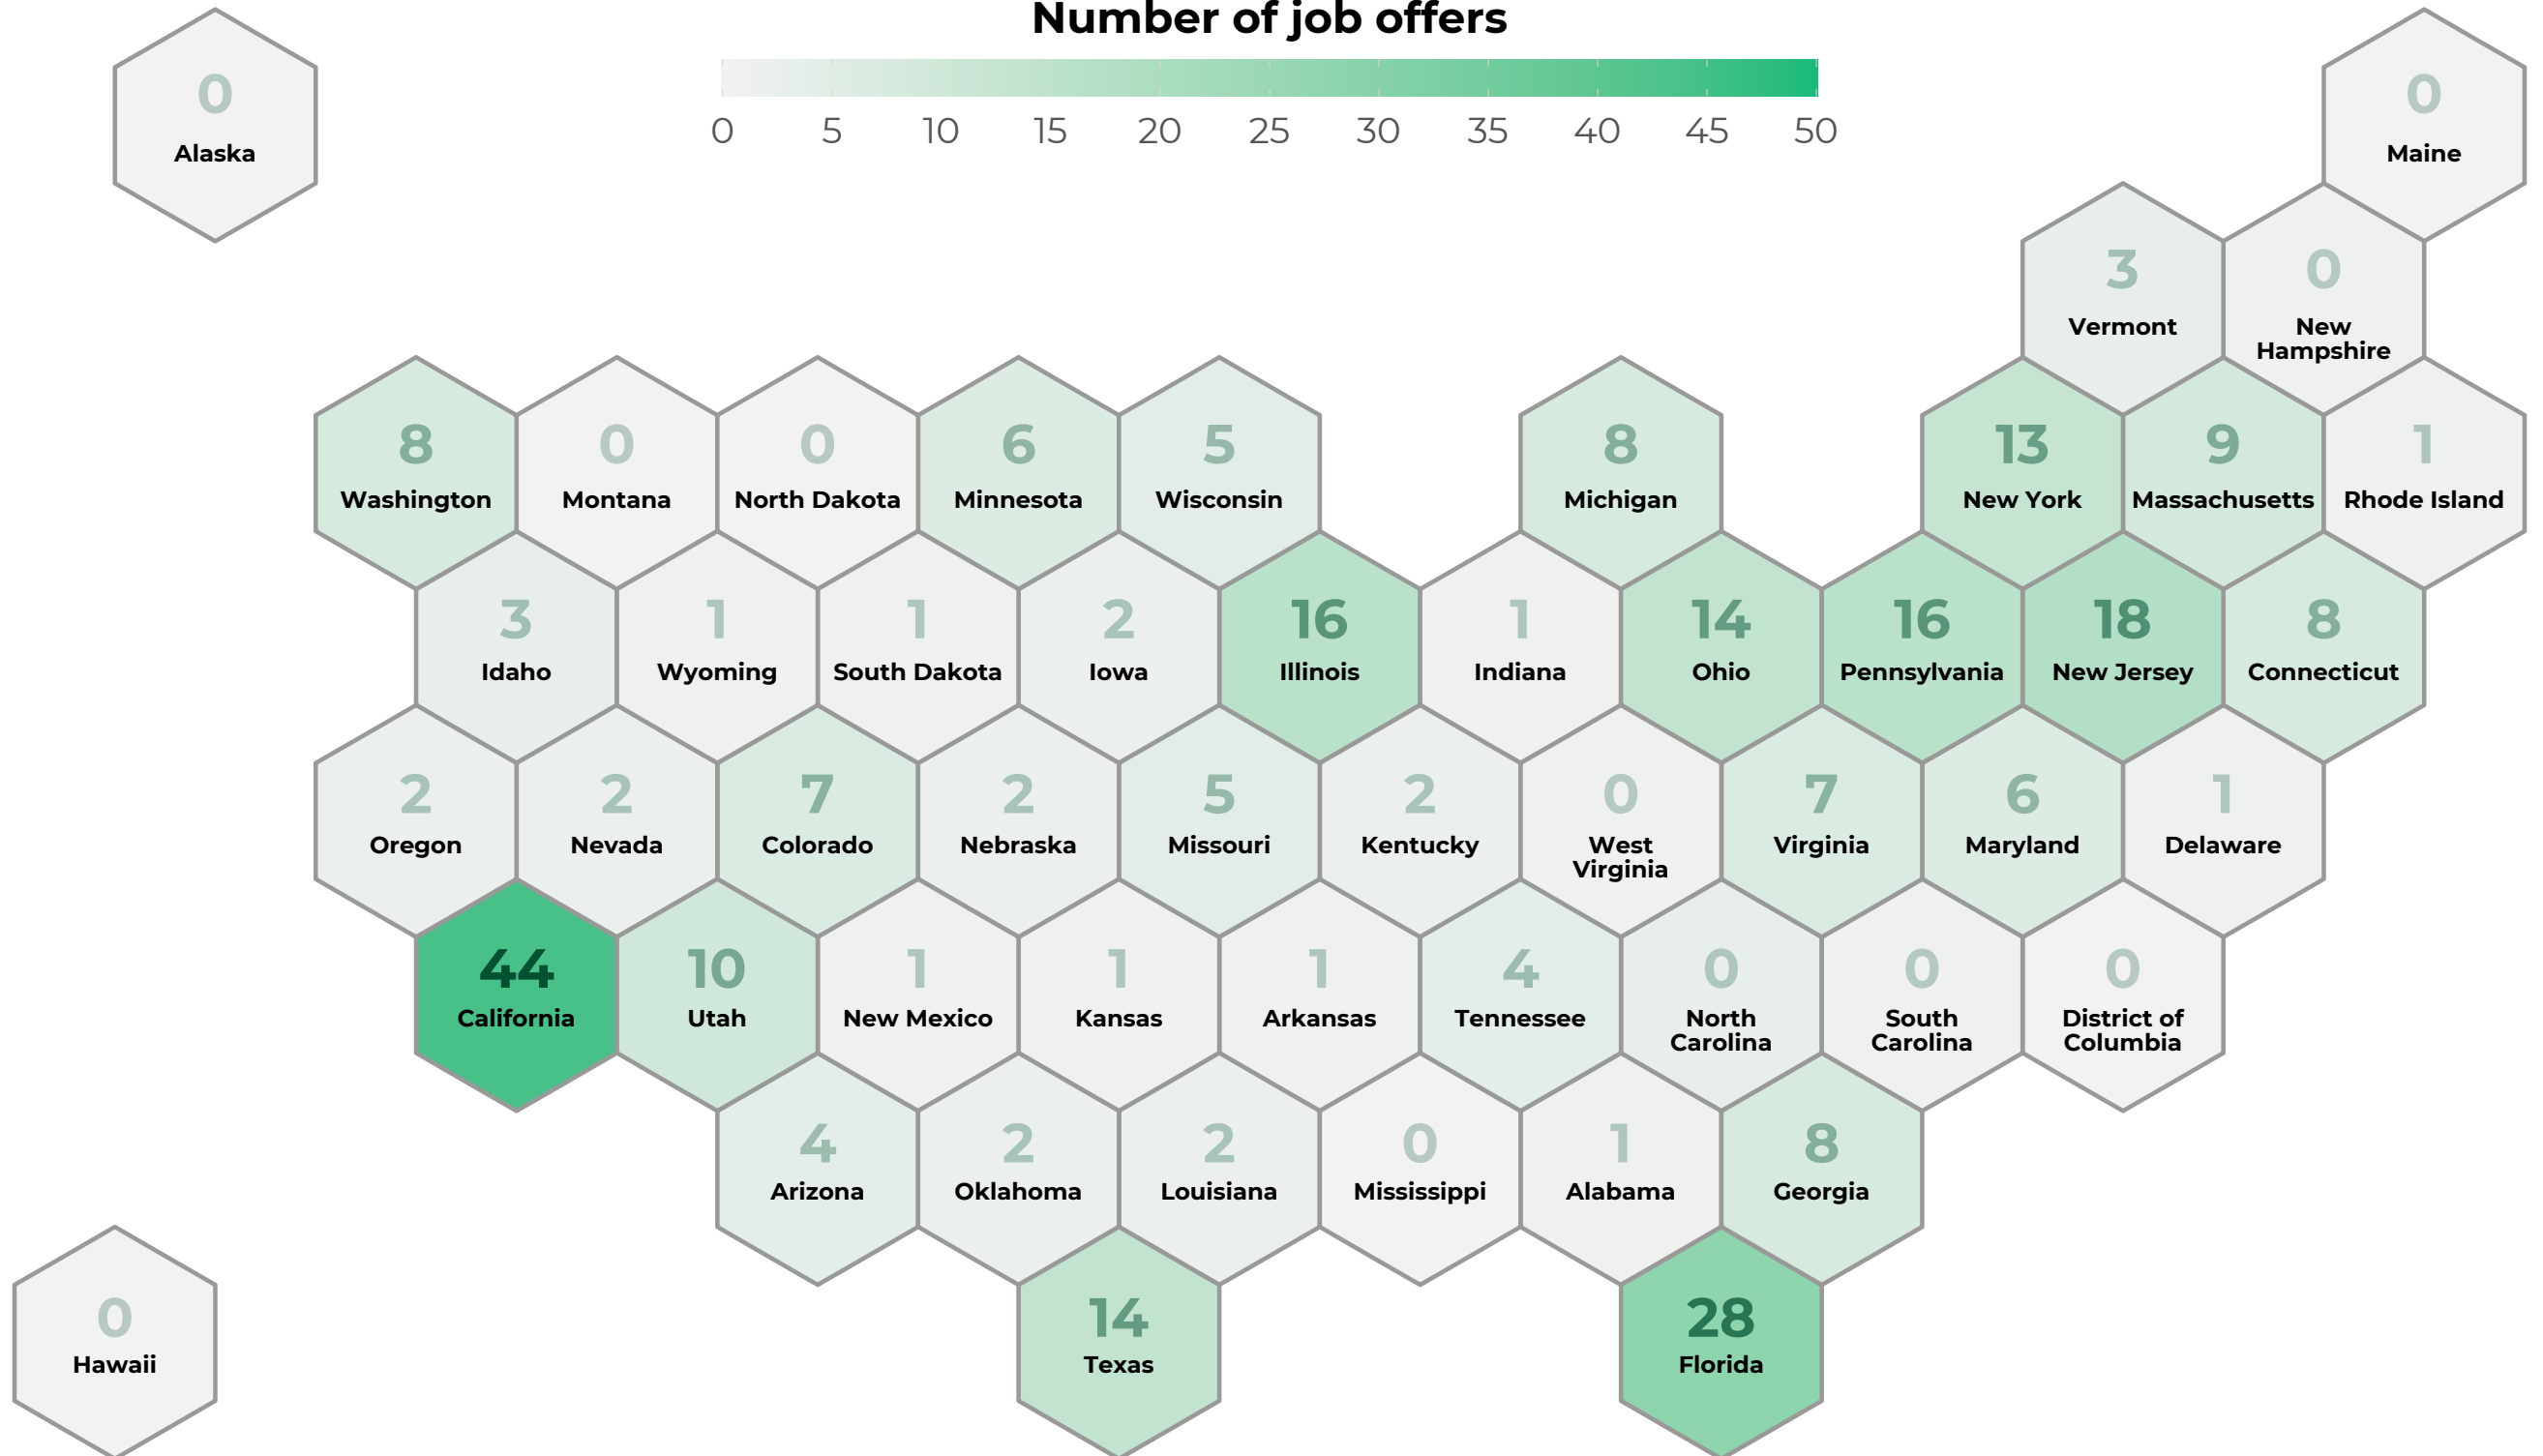 Number of job offers
0 5 10 15 20 25 30 35 40 45 50
0
Alaska
0
Maine
3
Vermont
0
New
Hampshire
8
Washington
0
Montana
0
North Dakota
6
Minnesota
5
Wisconsin
8
Michigan
13
New York
9
Massachusetts
1
Rhode Island
3
Idaho
1
Wyoming
1
South Dakota
2
Iowa
16
Illinois
1
Indiana
14
Ohio
16
Pennsylvania
18
New Jersey
8
Connecticut
2
Oregon
2
Nevada
7
Colorado
2
Nebraska
5
Missouri
2
Kentucky
0
West
Virginia
7
Virginia
6
Maryland
1
Delaware
44
California
10
Utah
1
New Mexico
1
Kansas
1
Arkansas
4
Tennessee
0
North
Carolina
0
South
Carolina
0
District of
Columbia
4
Arizona
2
Oklahoma
2
Louisiana
0
Mississippi
1
Alabama
8
Georgia
0
Hawaii
14
Texas
28
Florida